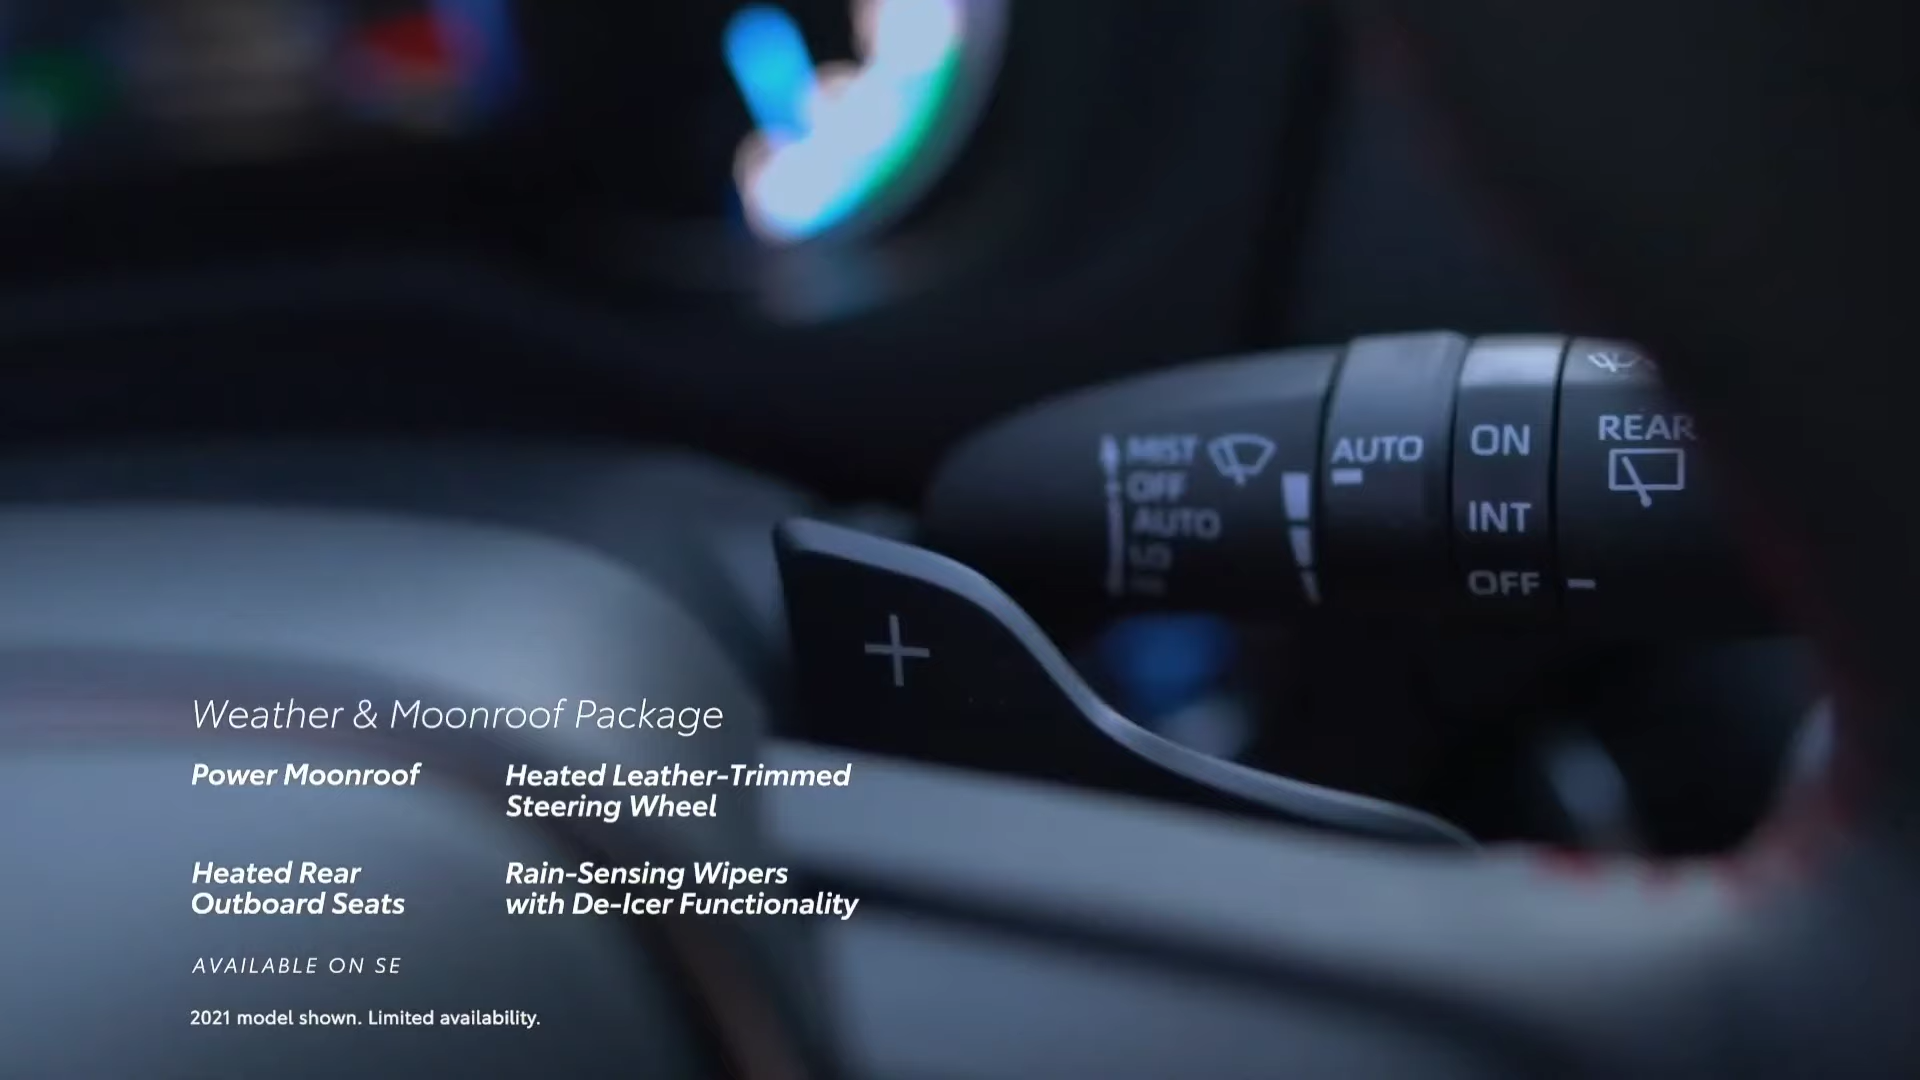 MIST
OFF
AUTO
LO
AUTO
ON
INT
OFF
REAR
+
Weather & Moonroof Package
Power Moonroof
Heated Leather-Trimmed
Steering Wheel
Heated Rear
Outboard Seats
Rain-Sensing Wipers
with De-Icer Functionality
AVAILABLE ON SE
2021 model shown. Limited availability.